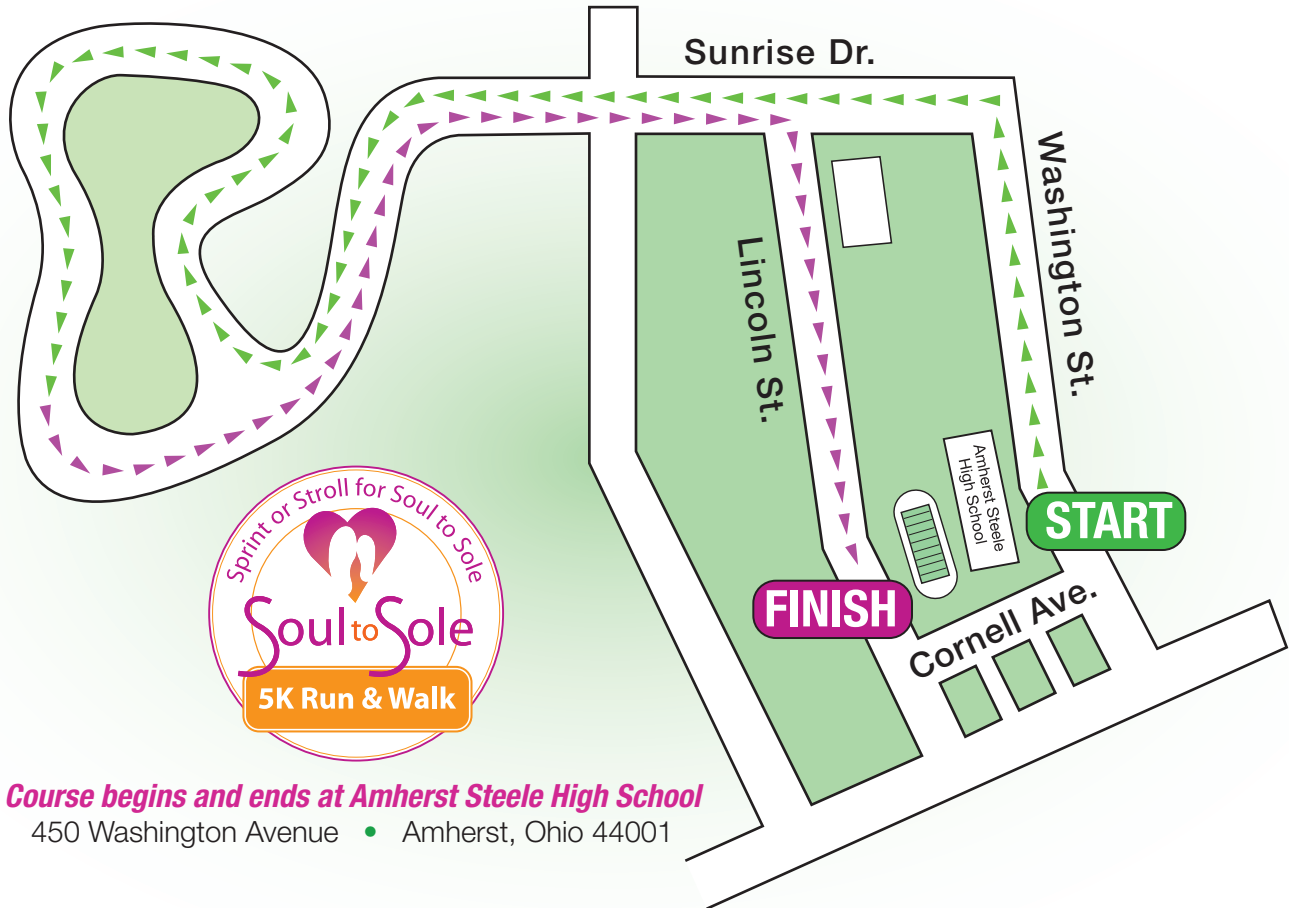 Sunrise Dr.
Washington St.
Lincoln St.
Amherst Steele
High School
START
FINISH
Cornell Ave.
Sprint or Stroll for Soul to Sole
Soul to Sole
5K Run & Walk
Course begins and ends at Amherst Steele High School
450 Washington Avenue • Amherst, Ohio 44001